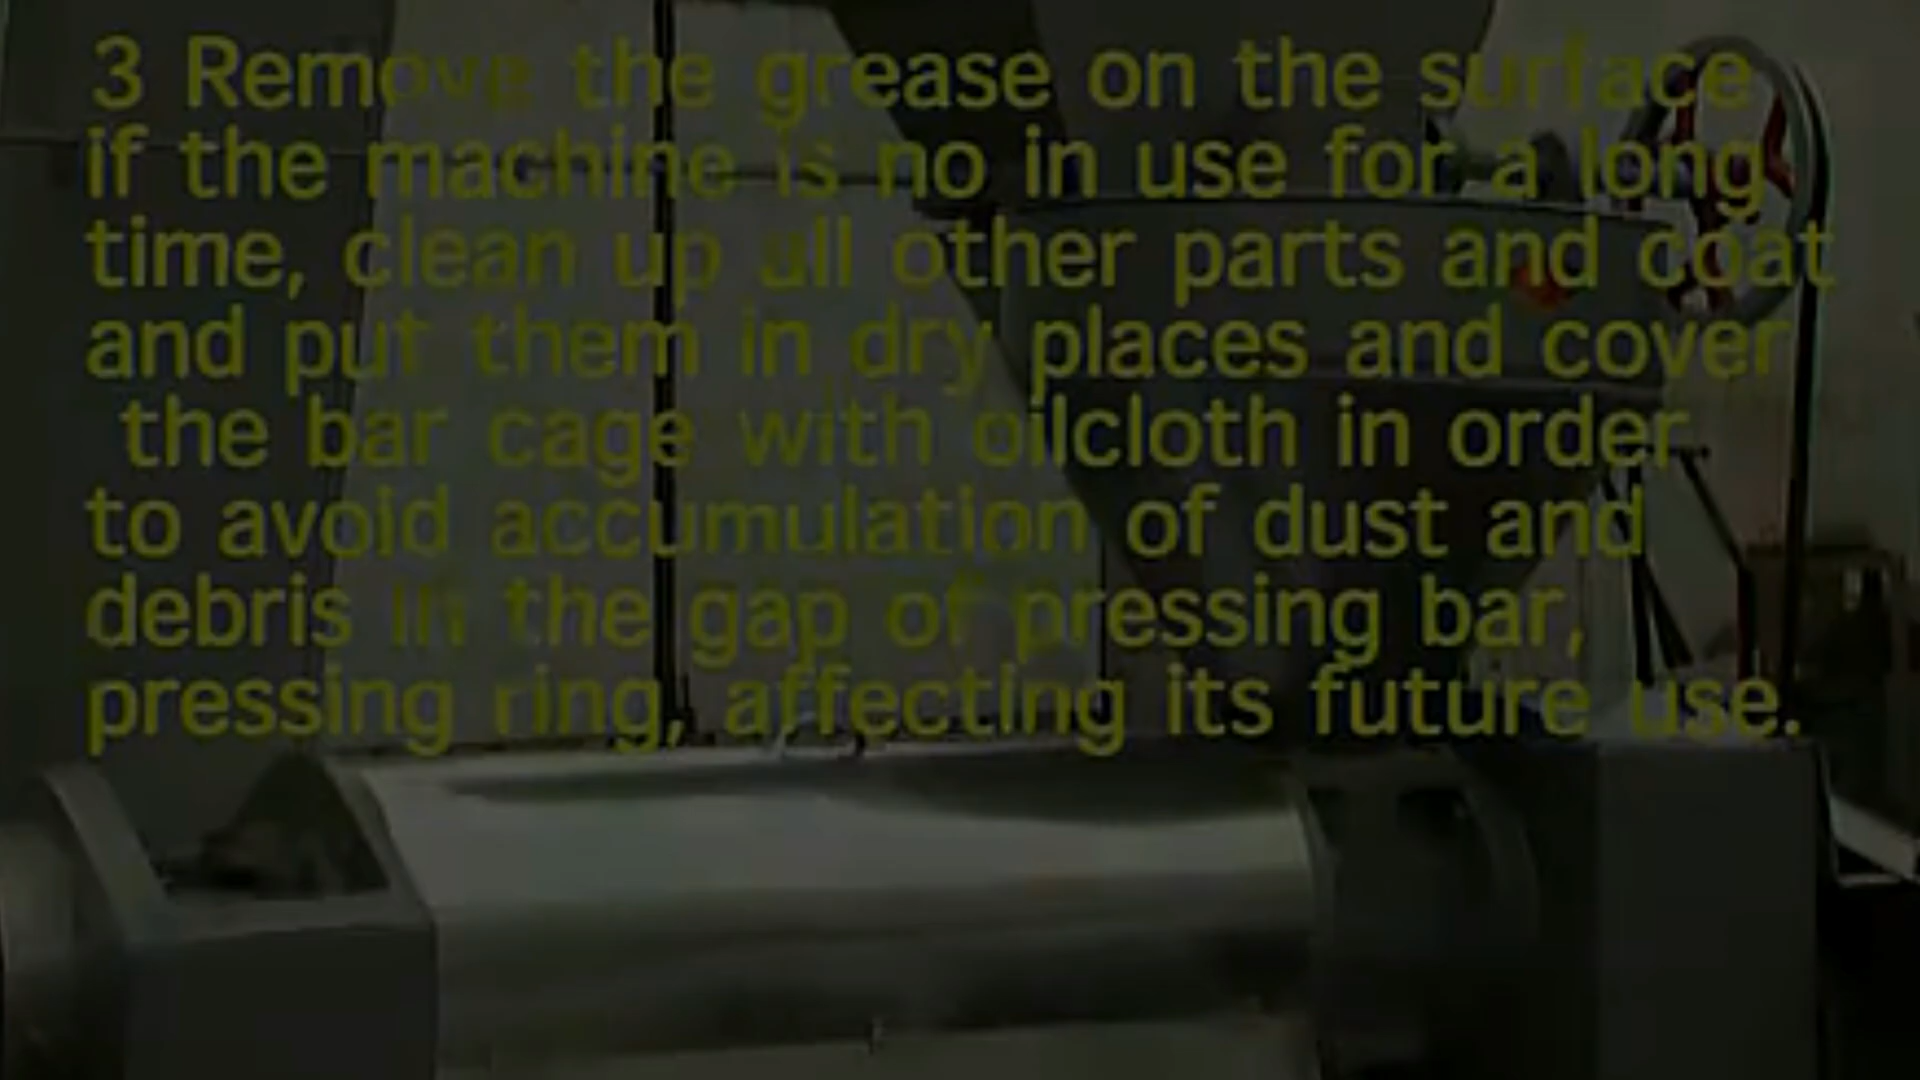 3 Remove the grease on the surface
if the machine is no in use for a long
time, clean up all other parts and coat
and put them in dry places and cover
the bar cage with oilcloth in order
to avoid accumulation of dust and
debris in the gap of pressing bar,
pressing ring, affecting its future use.